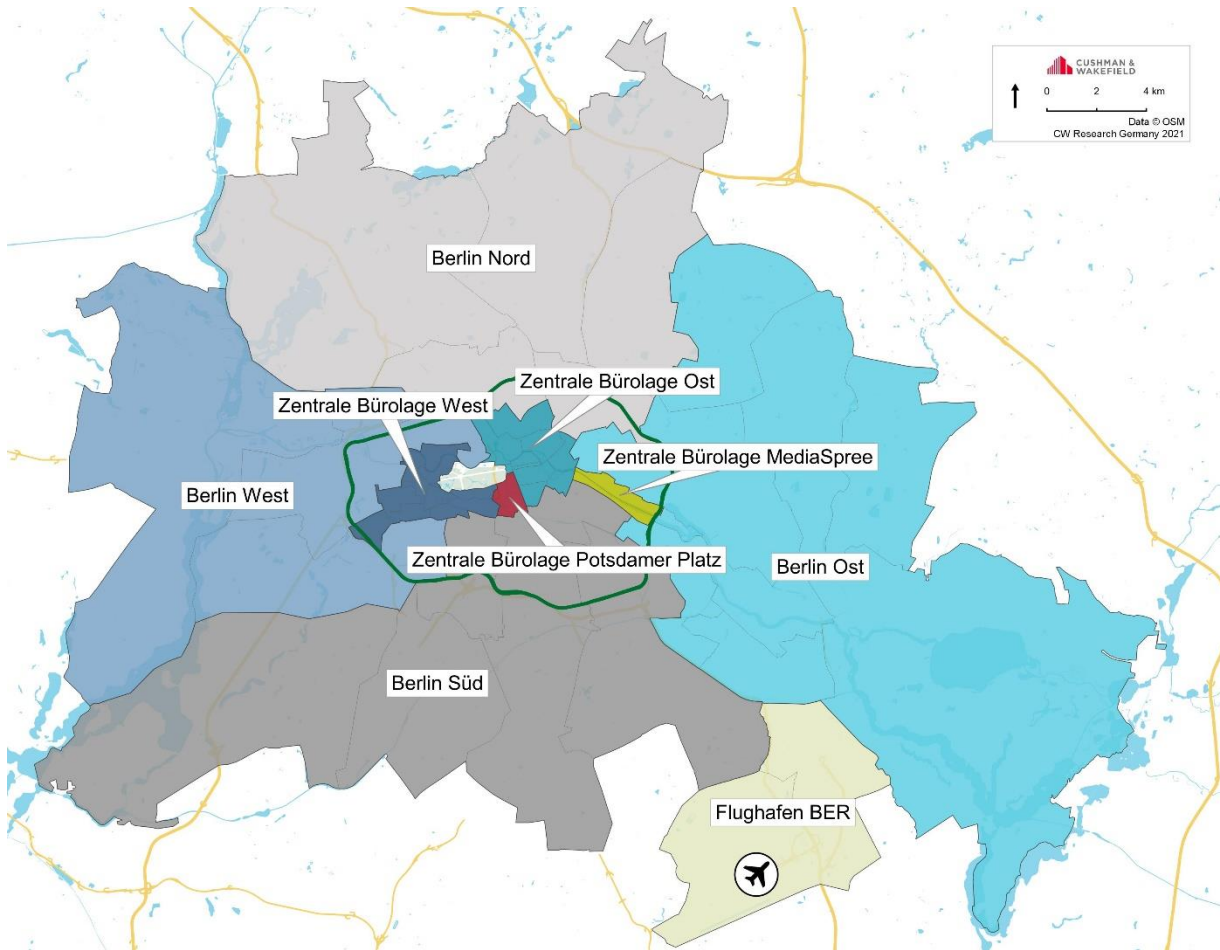 CUSHMAN &
WAKEFIELD
0 2 4 km
Data © OSM
CW Research Germany 2021
Berlin Nord
Zentrale Bürolage Ost
Zentrale Bürolage West
Zentrale Bürolage MediaSpree
Berlin West
Zentrale Bürolage Potsdamer Platz
Berlin Ost
Berlin Süd
Flughafen BER